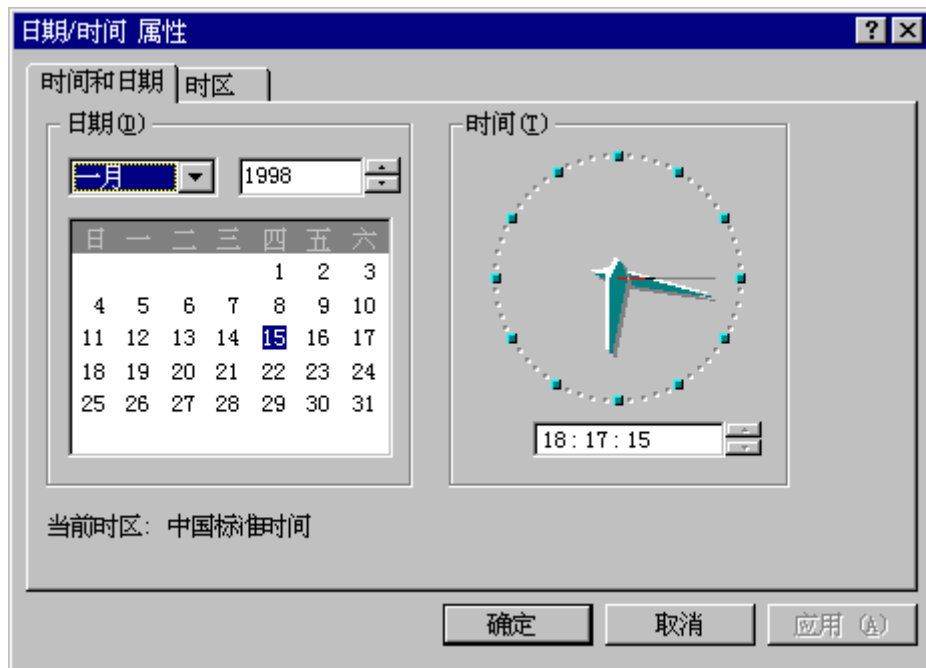 日期/时间 属性
时间和日期 时区
日期(D)
一月 1998
日 一 二 三 四 五 六
1 2 3
4 5 6 7 8 9 10
11 12 13 14 15 16 17
18 19 20 21 22 23 24
25 26 27 28 29 30 31
时间(T)
18:17:15
当前时区: 中国标准时间
确定 取消 应用 (A)